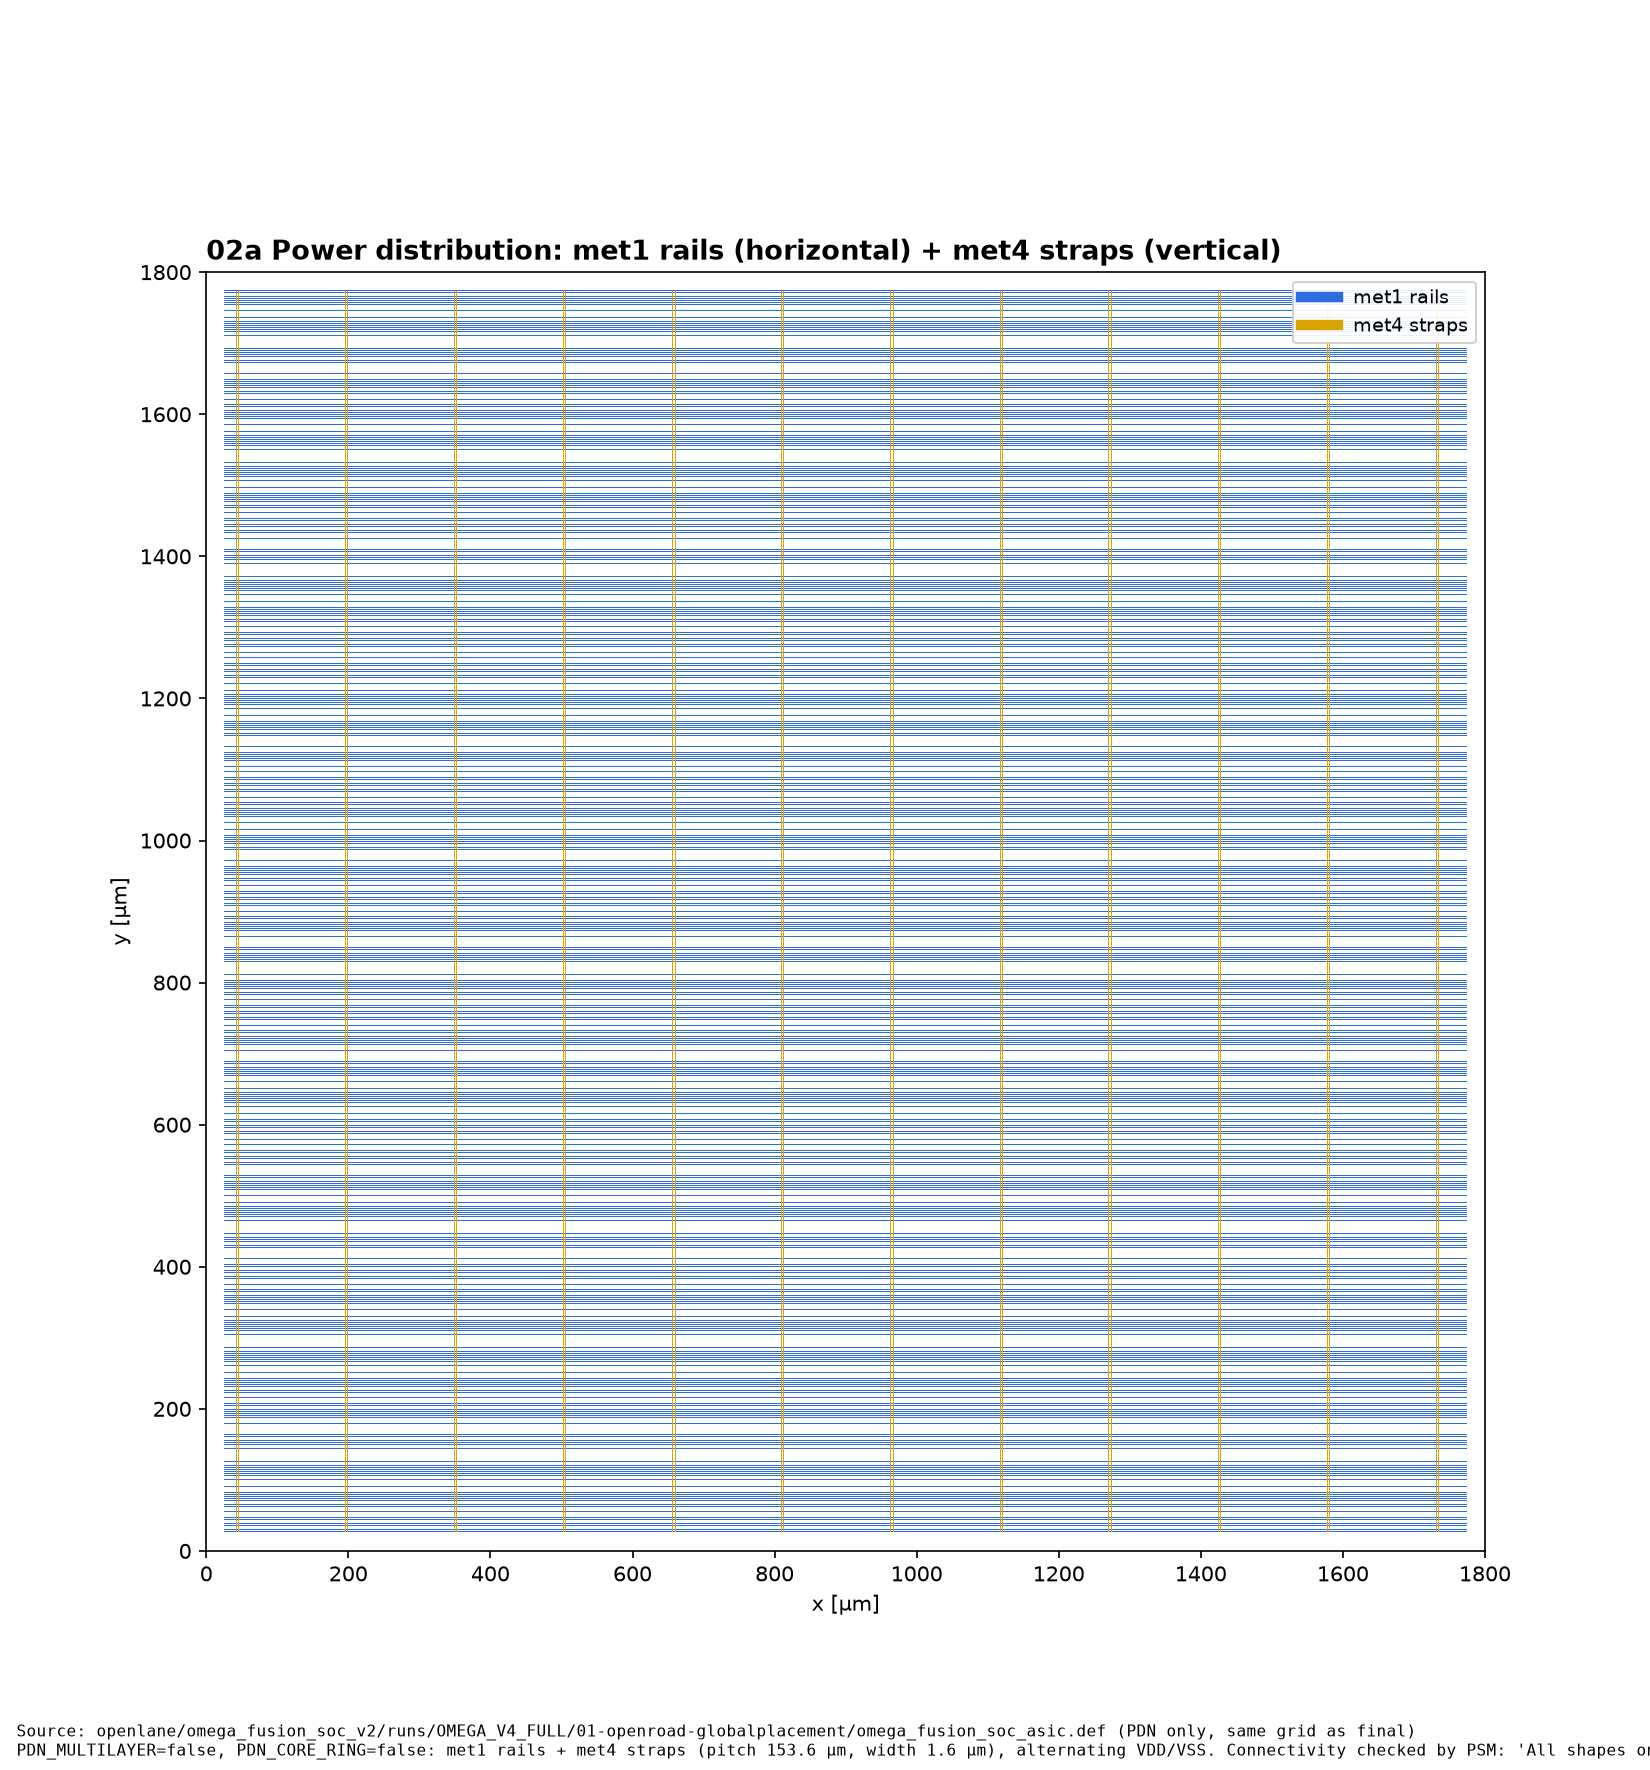 02a Power distribution: met1 rails (horizontal) + met4 straps (vertical)
met1 rails
met4 straps
1800
1600
1400
1200
1000
800
600
400
200
0
y [µm]
0 200 400 600 800 1000 1200 1400 1600 1800
x [µm]
Source: openlane/omega_fusion_soc_v2/runs/OMEGA_V4_FULL/01-openroad-globalplacement/omega_fusion_soc_asic.def (PDN only, same grid as final)
PDN_MULTILAYER=false, PDN_CORE_RING=false: met1 rails + met4 straps (pitch 153.6 µm, width 1.6 µm), alternating VDD/VSS. Connectivity checked by PSM: 'All shapes